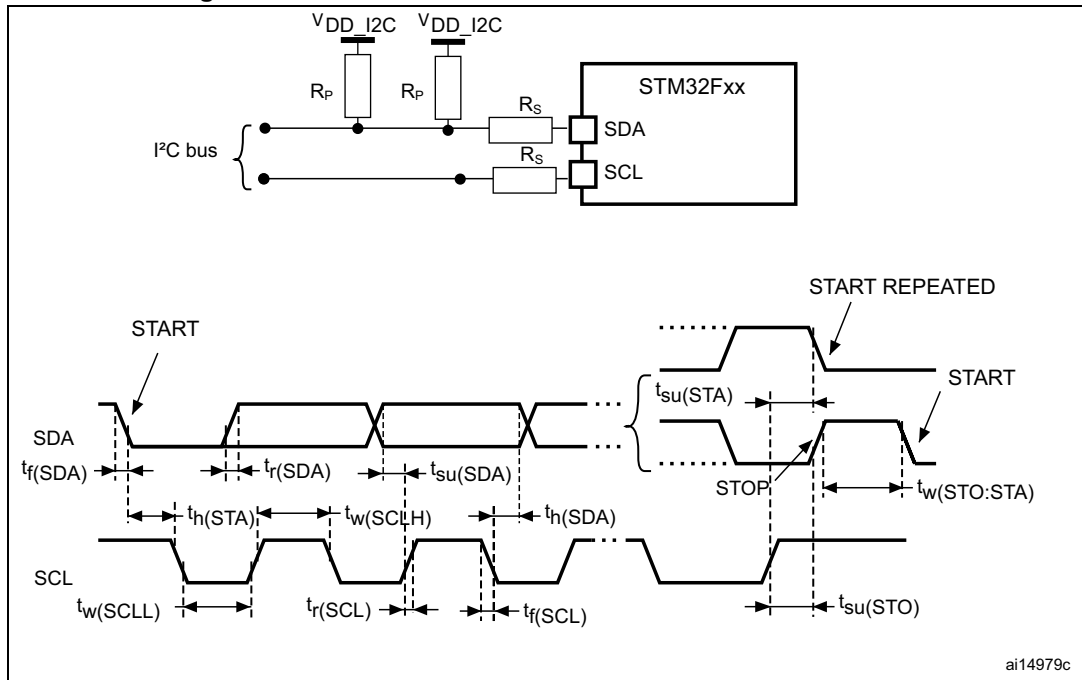 VDD_I2C VDD_I2C
RP RP
STM32Fxx
RS
SDA
I²C bus
RS
SCL
START REPEATED
START
tsu(STA)
START
SDA
tf(SDA) tr(SDA) tsu(SDA)
STOP
tw(STO:STA)
th(STA) tw(SCLH) th(SDA)
SCL
tw(SCLL) tr(SCL) tf(SCL) tsu(STO)
ai14979c